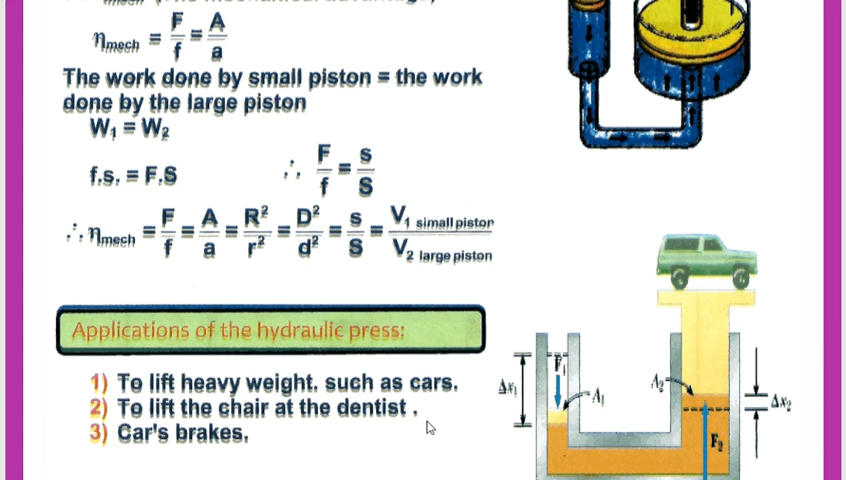 ηmech = F/f = A/a
The work done by small piston = the work
done by the large piston
W₁ = W₂
f.s. = F.S ∴ F/f = s/S
∴ ηmech = F/f = A/a = R²/r² = D²/d² = s/S = V₁ simall piston / V₂ large piston
Applications of the hydraulic press:
1) To lift heavy weight. such as cars.
2) To lift the chair at the dentist .
3) Car's brakes.
F₁
Δx₁
A₁
A₂
Δx₂
F₂